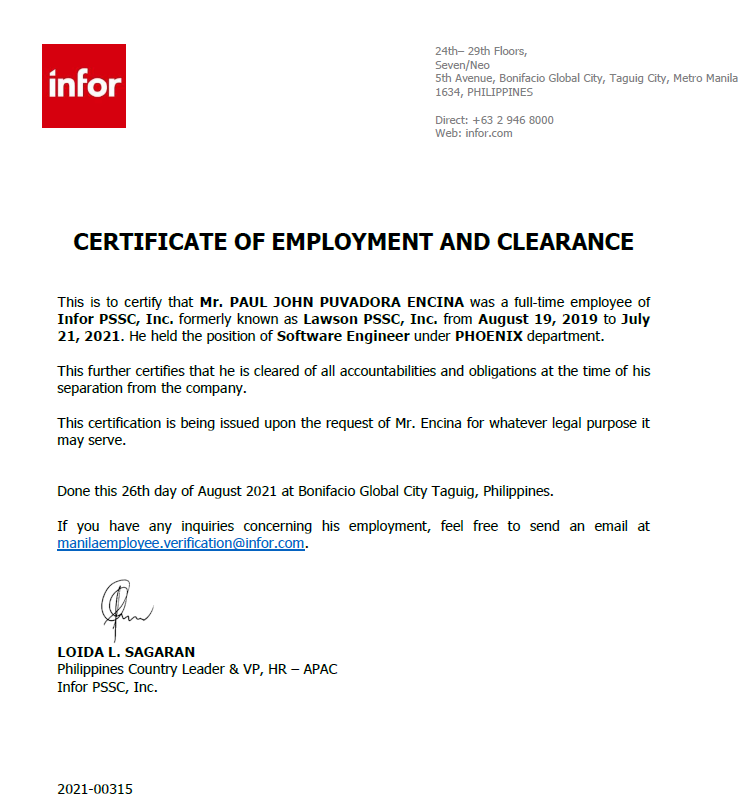 infor
24th– 29th Floors,
Seven/Neo
5th Avenue, Bonifacio Global City, Taguig City, Metro Manila
1634, PHILIPPINES
Direct: +63 2 946 8000
Web: infor.com
CERTIFICATE OF EMPLOYMENT AND CLEARANCE
This is to certify that Mr. PAUL JOHN PUVADORA ENCINA was a full-time employee of
Infor PSSC, Inc. formerly known as Lawson PSSC, Inc. from August 19, 2019 to July
21, 2021. He held the position of Software Engineer under PHOENIX department.
This further certifies that he is cleared of all accountabilities and obligations at the time of his
separation from the company.
This certification is being issued upon the request of Mr. Encina for whatever legal purpose it
may serve.
Done this 26th day of August 2021 at Bonifacio Global City Taguig, Philippines.
If you have any inquiries concerning his employment, feel free to send an email at
manilaemployee.verification@infor.com.
LOIDA L. SAGARAN
Philippines Country Leader & VP, HR – APAC
Infor PSSC, Inc.
2021-00315